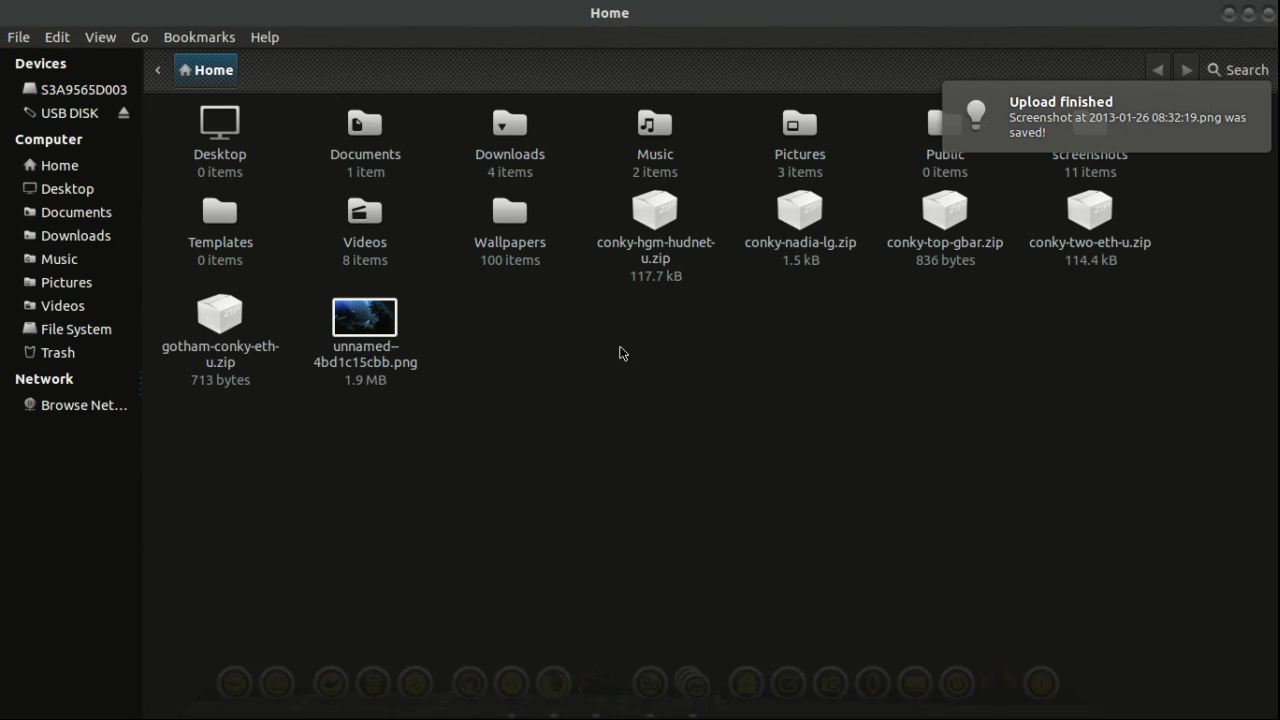 Home
File Edit View Go Bookmarks Help
Devices
S3A9565D003
USB DISK
Computer
Home
Desktop
Documents
Downloads
Music
Pictures
Videos
File System
Trash
Network
Browse Net...
Home
Search
Upload finished
Screenshot at 2013-01-26 08:32:19.png was
saved!
Desktop
0 items
Documents
1 item
Downloads
4 items
Music
2 items
Pictures
3 items
Public
0 items
screenshots
11 items
Templates
0 items
Videos
8 items
Wallpapers
100 items
conky-hgm-hudnet-
u.zip
117.7 kB
conky-nadia-lg.zip
1.5 kB
conky-top-gbar.zip
836 bytes
conky-two-eth-u.zip
114.4 kB
gotham-conky-eth-
u.zip
713 bytes
unnamed--
4bd1c15cbb.png
1.9 MB